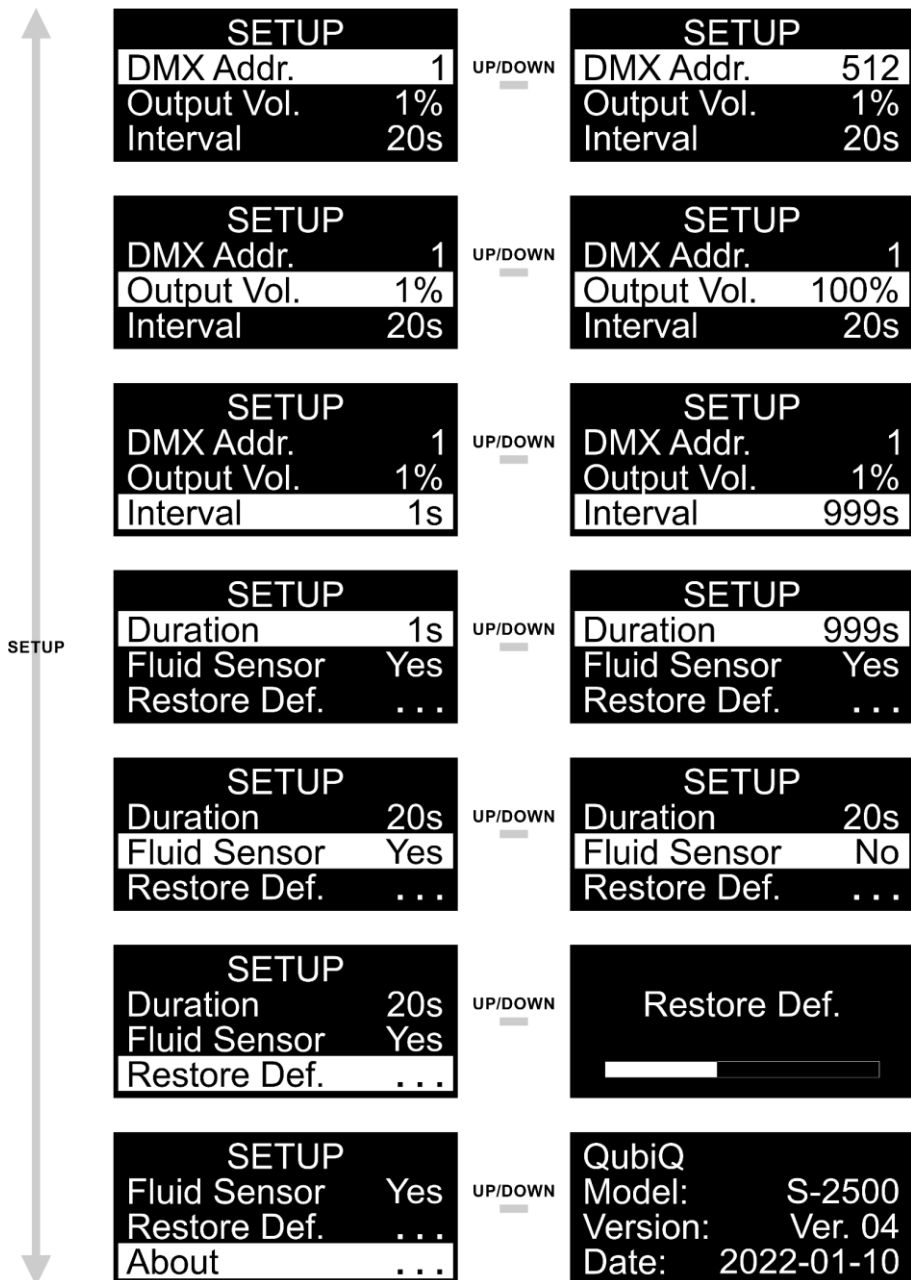 SETUP
DMX Addr. 1
Output Vol. 1%
Interval 20s
UP/DOWN
SETUP
DMX Addr. 512
Output Vol. 1%
Interval 20s
SETUP
DMX Addr. 1
Output Vol. 1%
Interval 20s
UP/DOWN
SETUP
DMX Addr. 1
Output Vol. 100%
Interval 20s
SETUP
DMX Addr. 1
Output Vol. 1%
Interval 1s
UP/DOWN
SETUP
DMX Addr. 1
Output Vol. 1%
Interval 999s
SETUP
SETUP
Duration 1s
Fluid Sensor Yes
Restore Def. ...
UP/DOWN
SETUP
Duration 999s
Fluid Sensor Yes
Restore Def. ...
SETUP
Duration 20s
Fluid Sensor Yes
Restore Def. ...
UP/DOWN
SETUP
Duration 20s
Fluid Sensor No
Restore Def. ...
SETUP
Duration 20s
Fluid Sensor Yes
Restore Def. ...
UP/DOWN
Restore Def.
SETUP
Fluid Sensor Yes
Restore Def. ...
About ...
UP/DOWN
QubiQ
Model: S-2500
Version: Ver. 04
Date: 2022-01-10